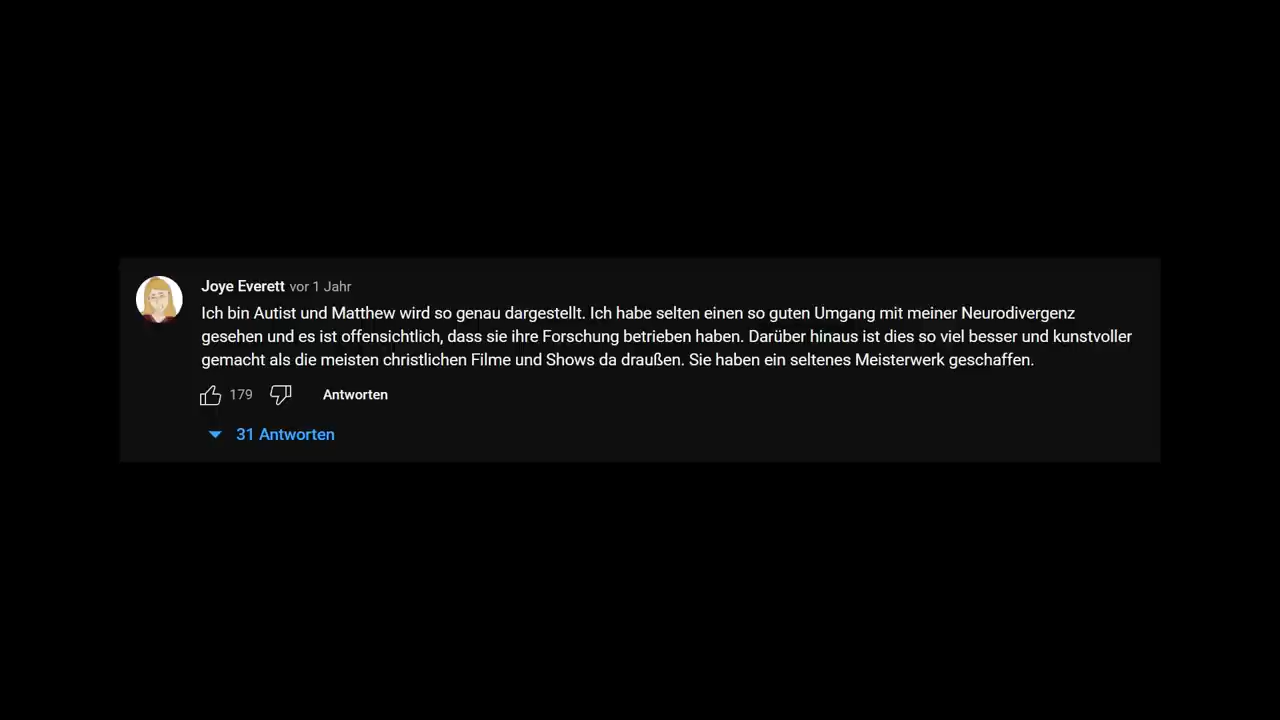 Joye Everett vor 1 Jahr
Ich bin Autist und Matthew wird so genau dargestellt. Ich habe selten einen so guten Umgang mit meiner Neurodivergenz
gesehen und es ist offensichtlich, dass sie ihre Forschung betrieben haben. Darüber hinaus ist dies so viel besser und kunstvoller
gemacht als die meisten christlichen Filme und Shows da draußen. Sie haben ein seltenes Meisterwerk geschaffen.
179 Antworten
31 Antworten